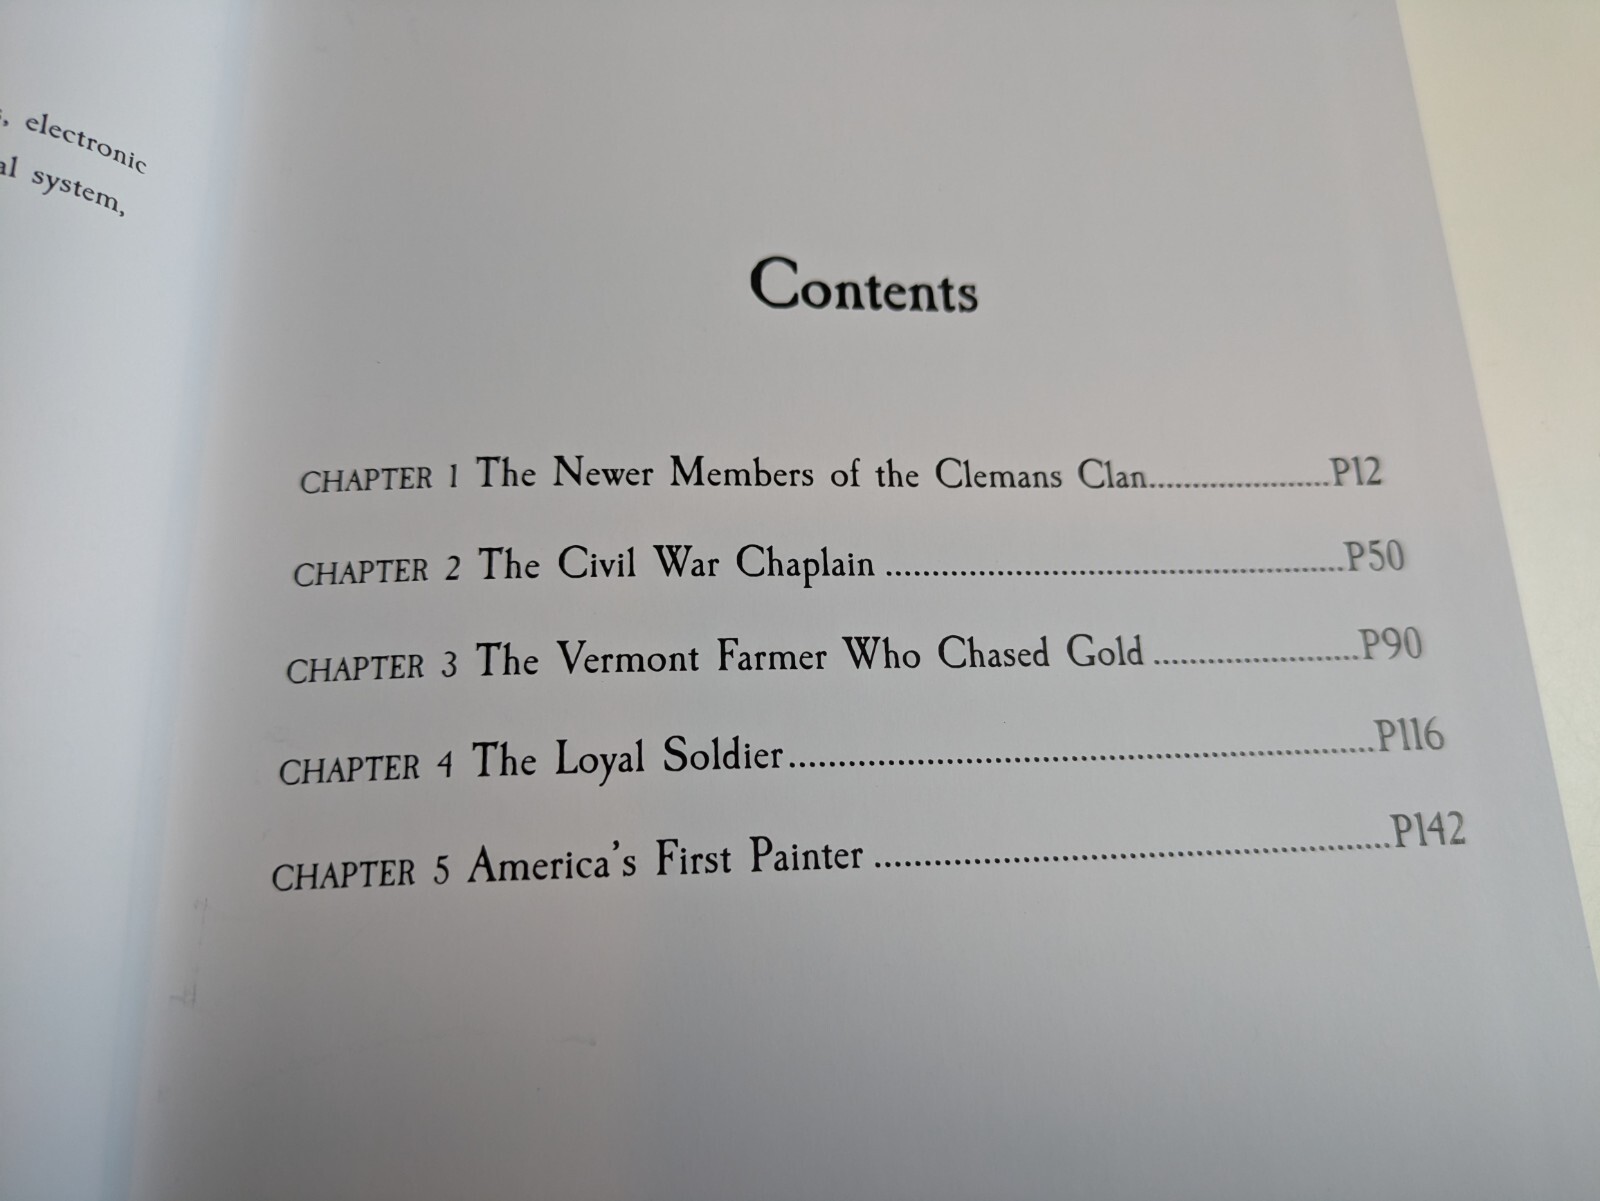 electronic
system,
Contents
CHAPTER 1 The Newer Members of the Clemans Clan.....................P12
CHAPTER 2 The Civil War Chaplain ......................................................P50
CHAPTER 3 The Vermont Farmer Who Chased Gold ........................P90
CHAPTER 4 The Loyal Soldier....................................................................P116
CHAPTER 5 America's First Painter ............................................................P142